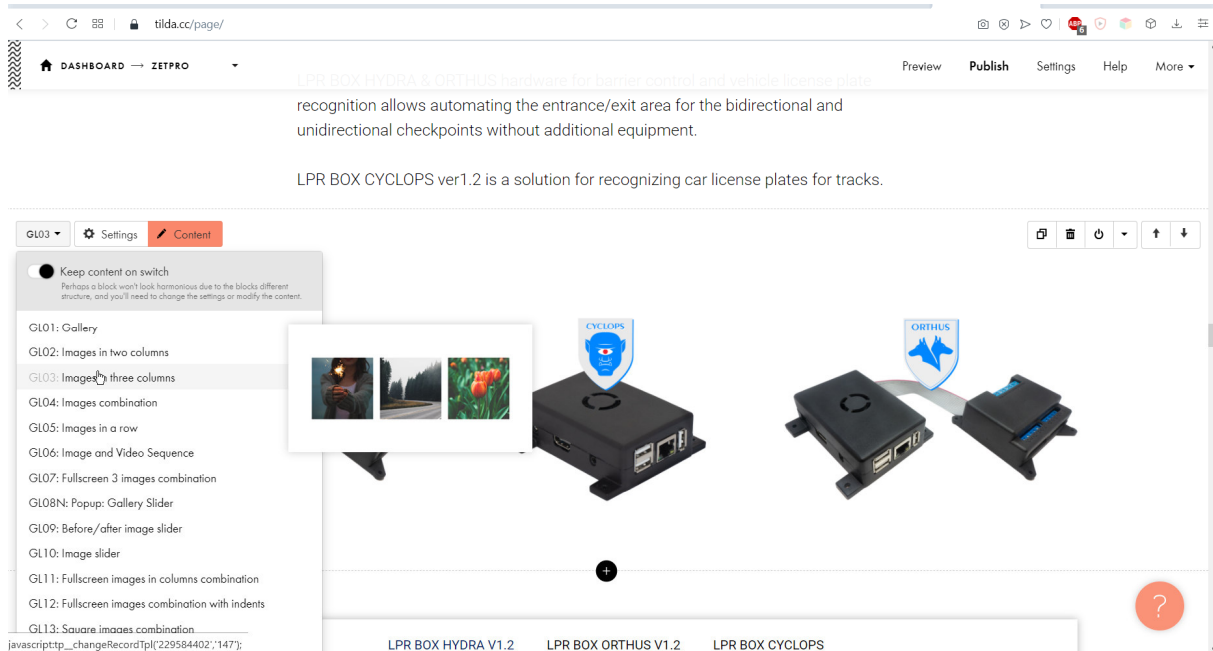 tilda.cc/page/
ABP
6
DASHBOARD → ZETPRO
Preview
Publish
Settings
Help
More
LPR BOX HYDRA & ORTHUS hardware for barrier control and vehicle license plate
recognition allows automating the entrance/exit area for the bidirectional and
unidirectional checkpoints without additional equipment.
LPR BOX CYCLOPS ver1.2 is a solution for recognizing car license plates for tracks.
GL03
Settings
Content
Keep content on switch
Perhaps a block won't look harmonious due to the blocks different
structure, and you'll need to change the settings or modify the content.
GL01: Gallery
GL02: Images in two columns
GL03: Images in three columns
GL04: Images combination
GL05: Images in a row
GL06: Image and Video Sequence
GL07: Fullscreen 3 images combination
GL08N: Popup: Gallery Slider
GL09: Before/after image slider
GL10: Image slider
GL11: Fullscreen images in columns combination
GL12: Fullscreen images combination with indents
GL13: Square images combination
CYCLOPS
ORTHUS
?
javascript:tp__changeRecordTpl('229584402','147');
LPR BOX HYDRA V1.2
LPR BOX ORTHUS V1.2
LPR BOX CYCLOPS